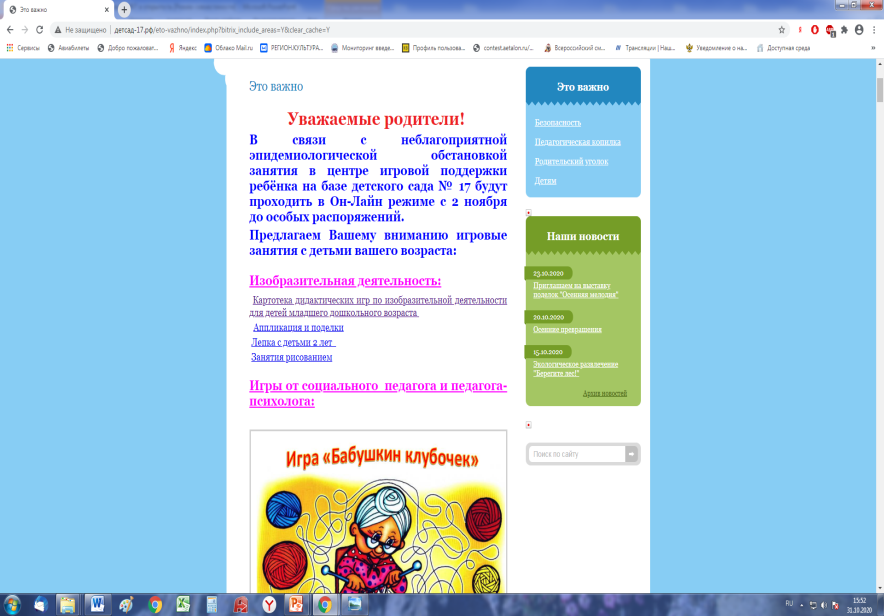 Это важно
Не защищено | детсад-17.рф/eto-vazhno/index.php?bitrix_include_areas=Y&clear_cache=Y
Сервисы Авиабилеты Добро пожаловат... Яндекс Облако Mail.ru РЕГИОН.КУЛЬТУРА... Мониторинг введе... Профиль пользова... contest.aetalon.ru/... Всероссийский см... Трансляции | Наш... Уведомление о на... Доступная среда »
Это важно
Уважаемые родители!
В связи с неблагоприятной
эпидемиологической обстановкой
занятия в центре игровой поддержки
ребёнка на базе детского сада № 17 будут
проходить в Он-Лайн режиме с 2 ноября
до особых распоряжений.
Предлагаем Вашему вниманию игровые
занятия с детьми вашего возраста:
Изобразительная деятельность:
Картотека дидактических игр по изобразительной деятельности
для детей младшего дошкольного возраста
Аппликация и поделки
Лепка с детьми 2 лет
Занятия рисованием
Игры от социального педагога и педагога-
психолога:
Игра «Бабушкин клубочек»
Это важно
Безопасность
Педагогическая копилка
Родительский уголок
Детям
Наши новости
23.10.2020
Приглашаем на выставку
поделок "Осенняя мелодия"
20.10.2020
Осенние превращения
15.10.2020
Экологическое развлечение
"Берегите лес!"
Архив новостей
Поиск по сайту
RU
15:52
31.10.2020